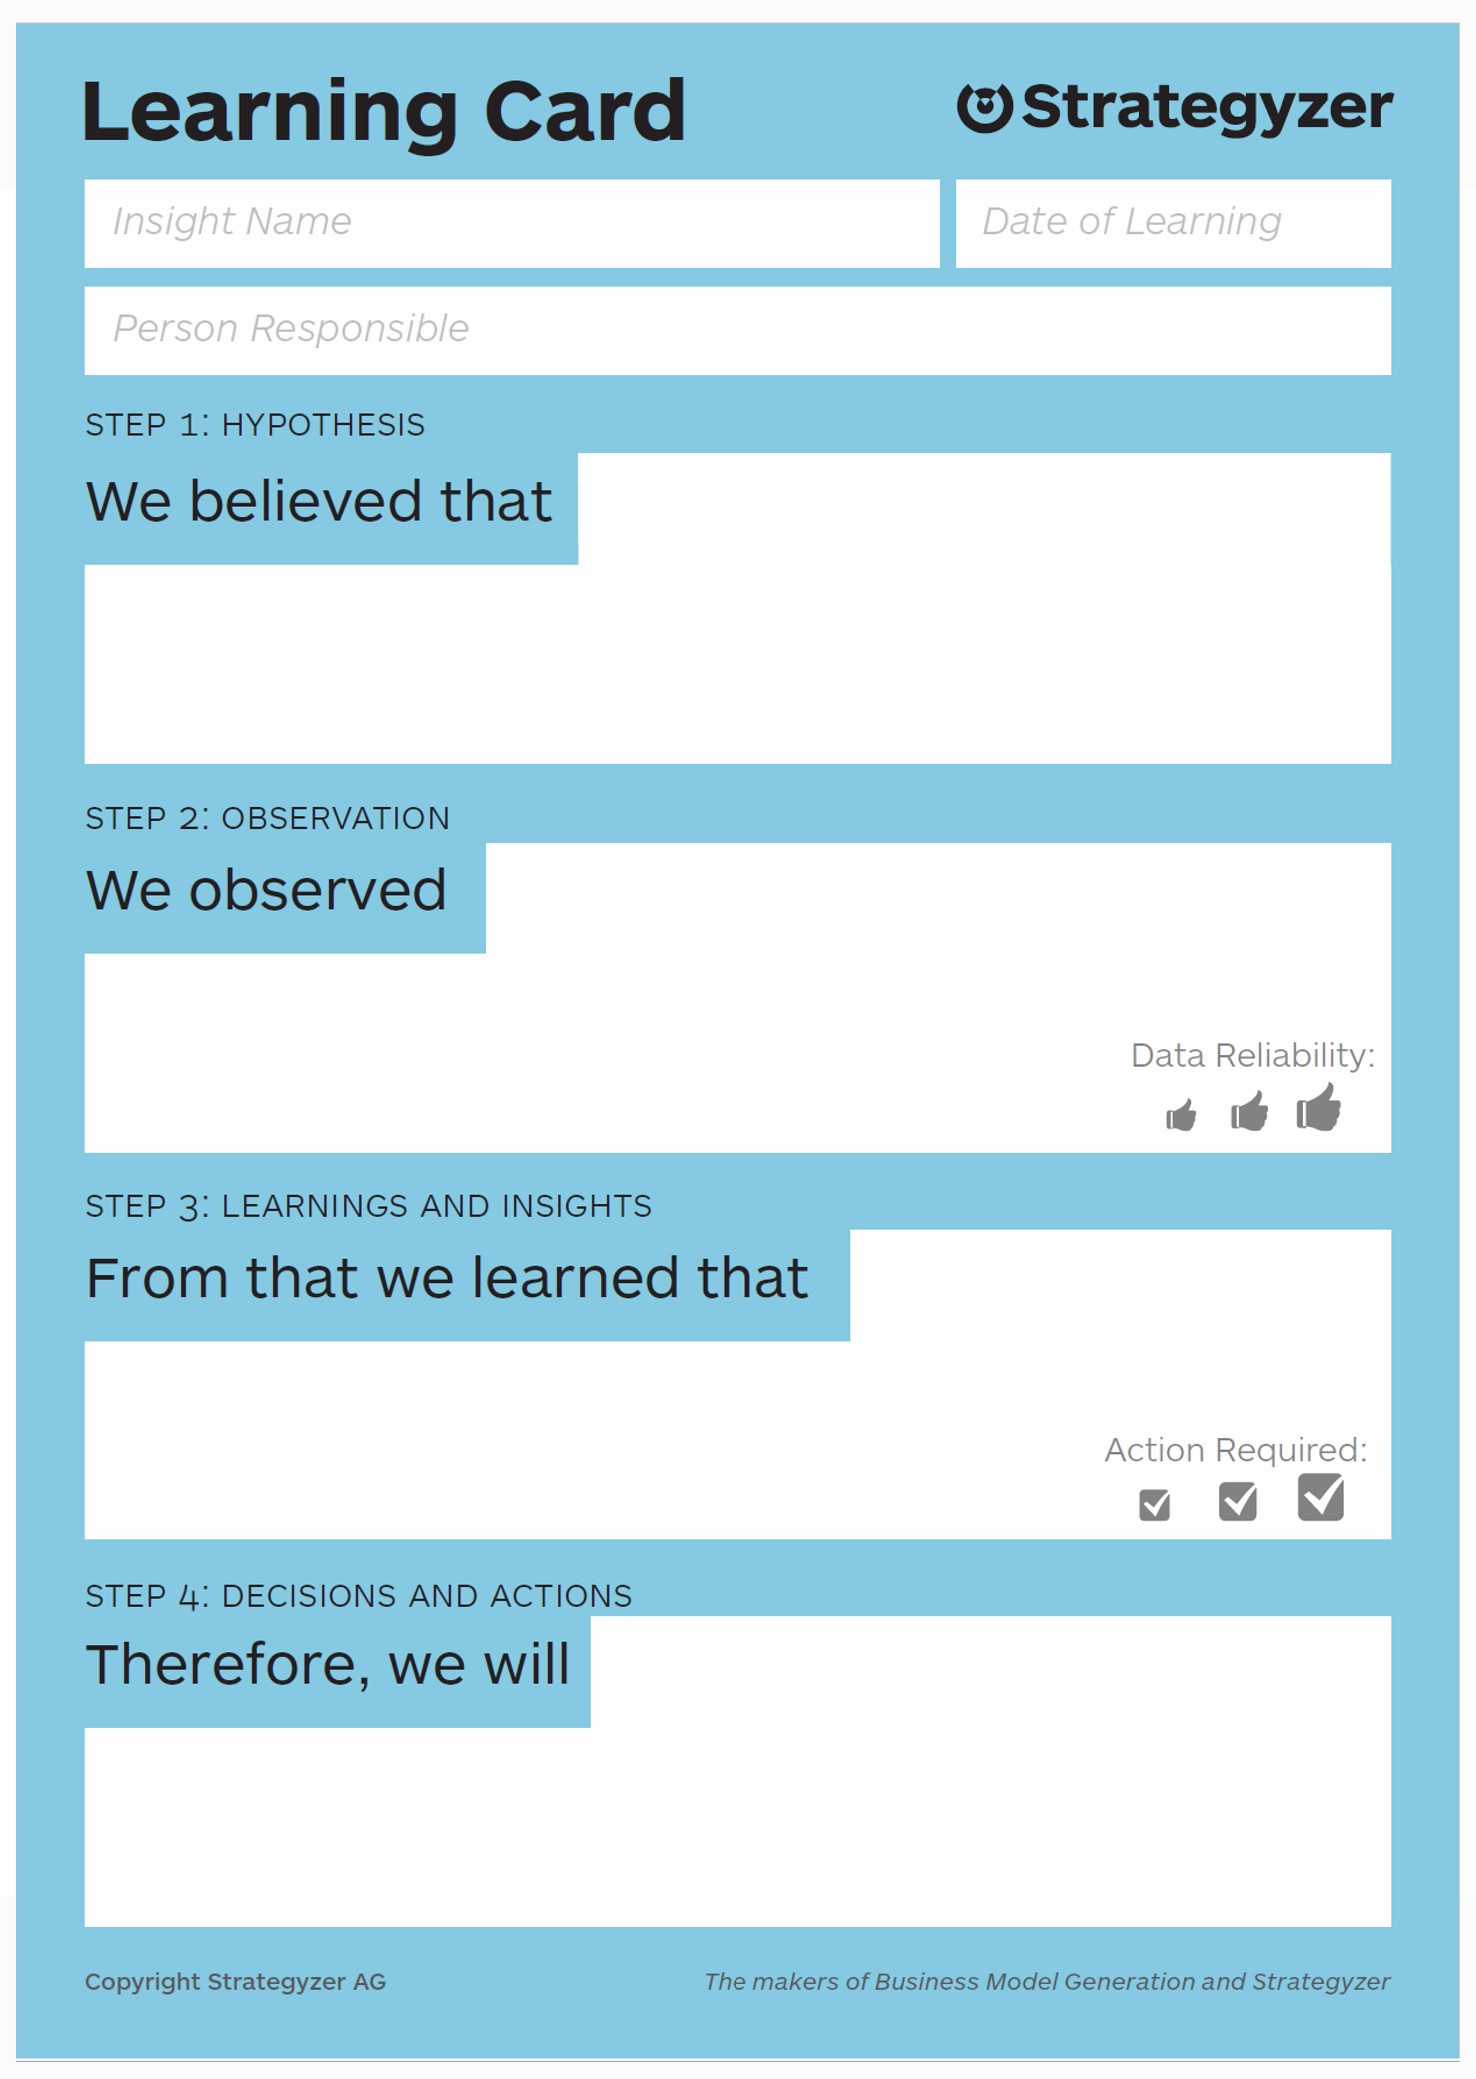 Learning Card
Strategyzer
Insight Name
Date of Learning
Person Responsible
STEP 1: HYPOTHESIS
We believed that
STEP 2: OBSERVATION
We observed
Data Reliability:
STEP 3: LEARNINGS AND INSIGHTS
From that we learned that
Action Required:
STEP 4: DECISIONS AND ACTIONS
Therefore, we will
Copyright Strategyzer AG
The makers of Business Model Generation and Strategyzer